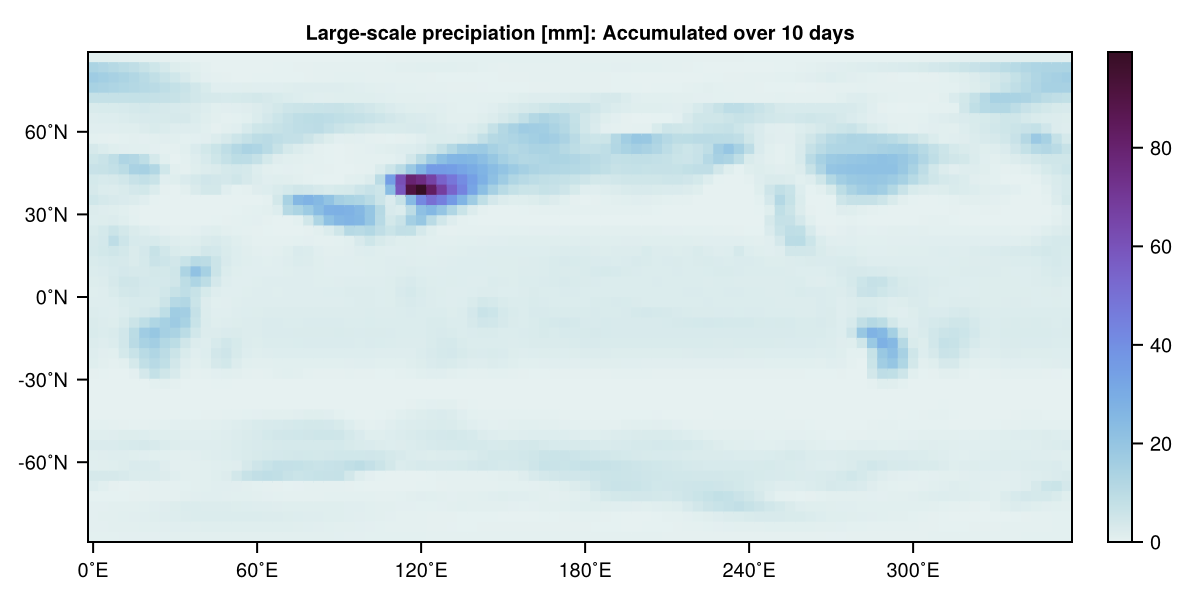 Large-scale precipiation [mm]: Accumulated over 10 days
60˚N
30˚N
0˚N
-30˚N
-60˚N
0˚E
60˚E
120˚E
180˚E
240˚E
300˚E
80
60
40
20
0